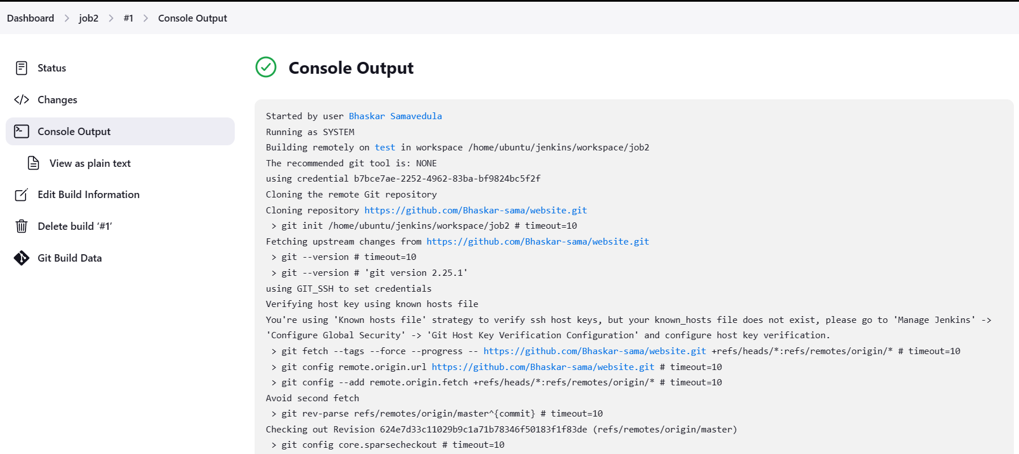 Dashboard > job2 > #1 > Console Output
Status
Changes
Console Output
View as plain text
Edit Build Information
Delete build '#1'
Git Build Data
Console Output
Started by user Bhaskar Samavedula
Running as SYSTEM
Building remotely on test in workspace /home/ubuntu/jenkins/workspace/job2
The recommended git tool is: NONE
using credential b7bce7ae-2252-4962-83ba-bf9824bc5f2f
Cloning the remote Git repository
Cloning repository https://github.com/Bhaskar-sama/website.git
> git init /home/ubuntu/jenkins/workspace/job2 # timeout=10
Fetching upstream changes from https://github.com/Bhaskar-sama/website.git
> git --version # timeout=10
> git --version # 'git version 2.25.1'
using GIT_SSH to set credentials
Verifying host key using known hosts file
You're using 'Known hosts file' strategy to verify ssh host keys, but your known_hosts file does not exist, please go to 'Manage Jenkins' ->
'Configure Global Security' -> 'Git Host Key Verification Configuration' and configure host key verification.
> git fetch --tags --force --progress -- https://github.com/Bhaskar-sama/website.git +refs/heads/*:refs/remotes/origin/* # timeout=10
> git config remote.origin.url https://github.com/Bhaskar-sama/website.git # timeout=10
> git config --add remote.origin.fetch +refs/heads/*:refs/remotes/origin/* # timeout=10
Avoid second fetch
> git rev-parse refs/remotes/origin/master^{commit} # timeout=10
Checking out Revision 624e7d33c11029b9c1a71b78346f50183f1f83de (refs/remotes/origin/master)
> git config core.sparsecheckout # timeout=10